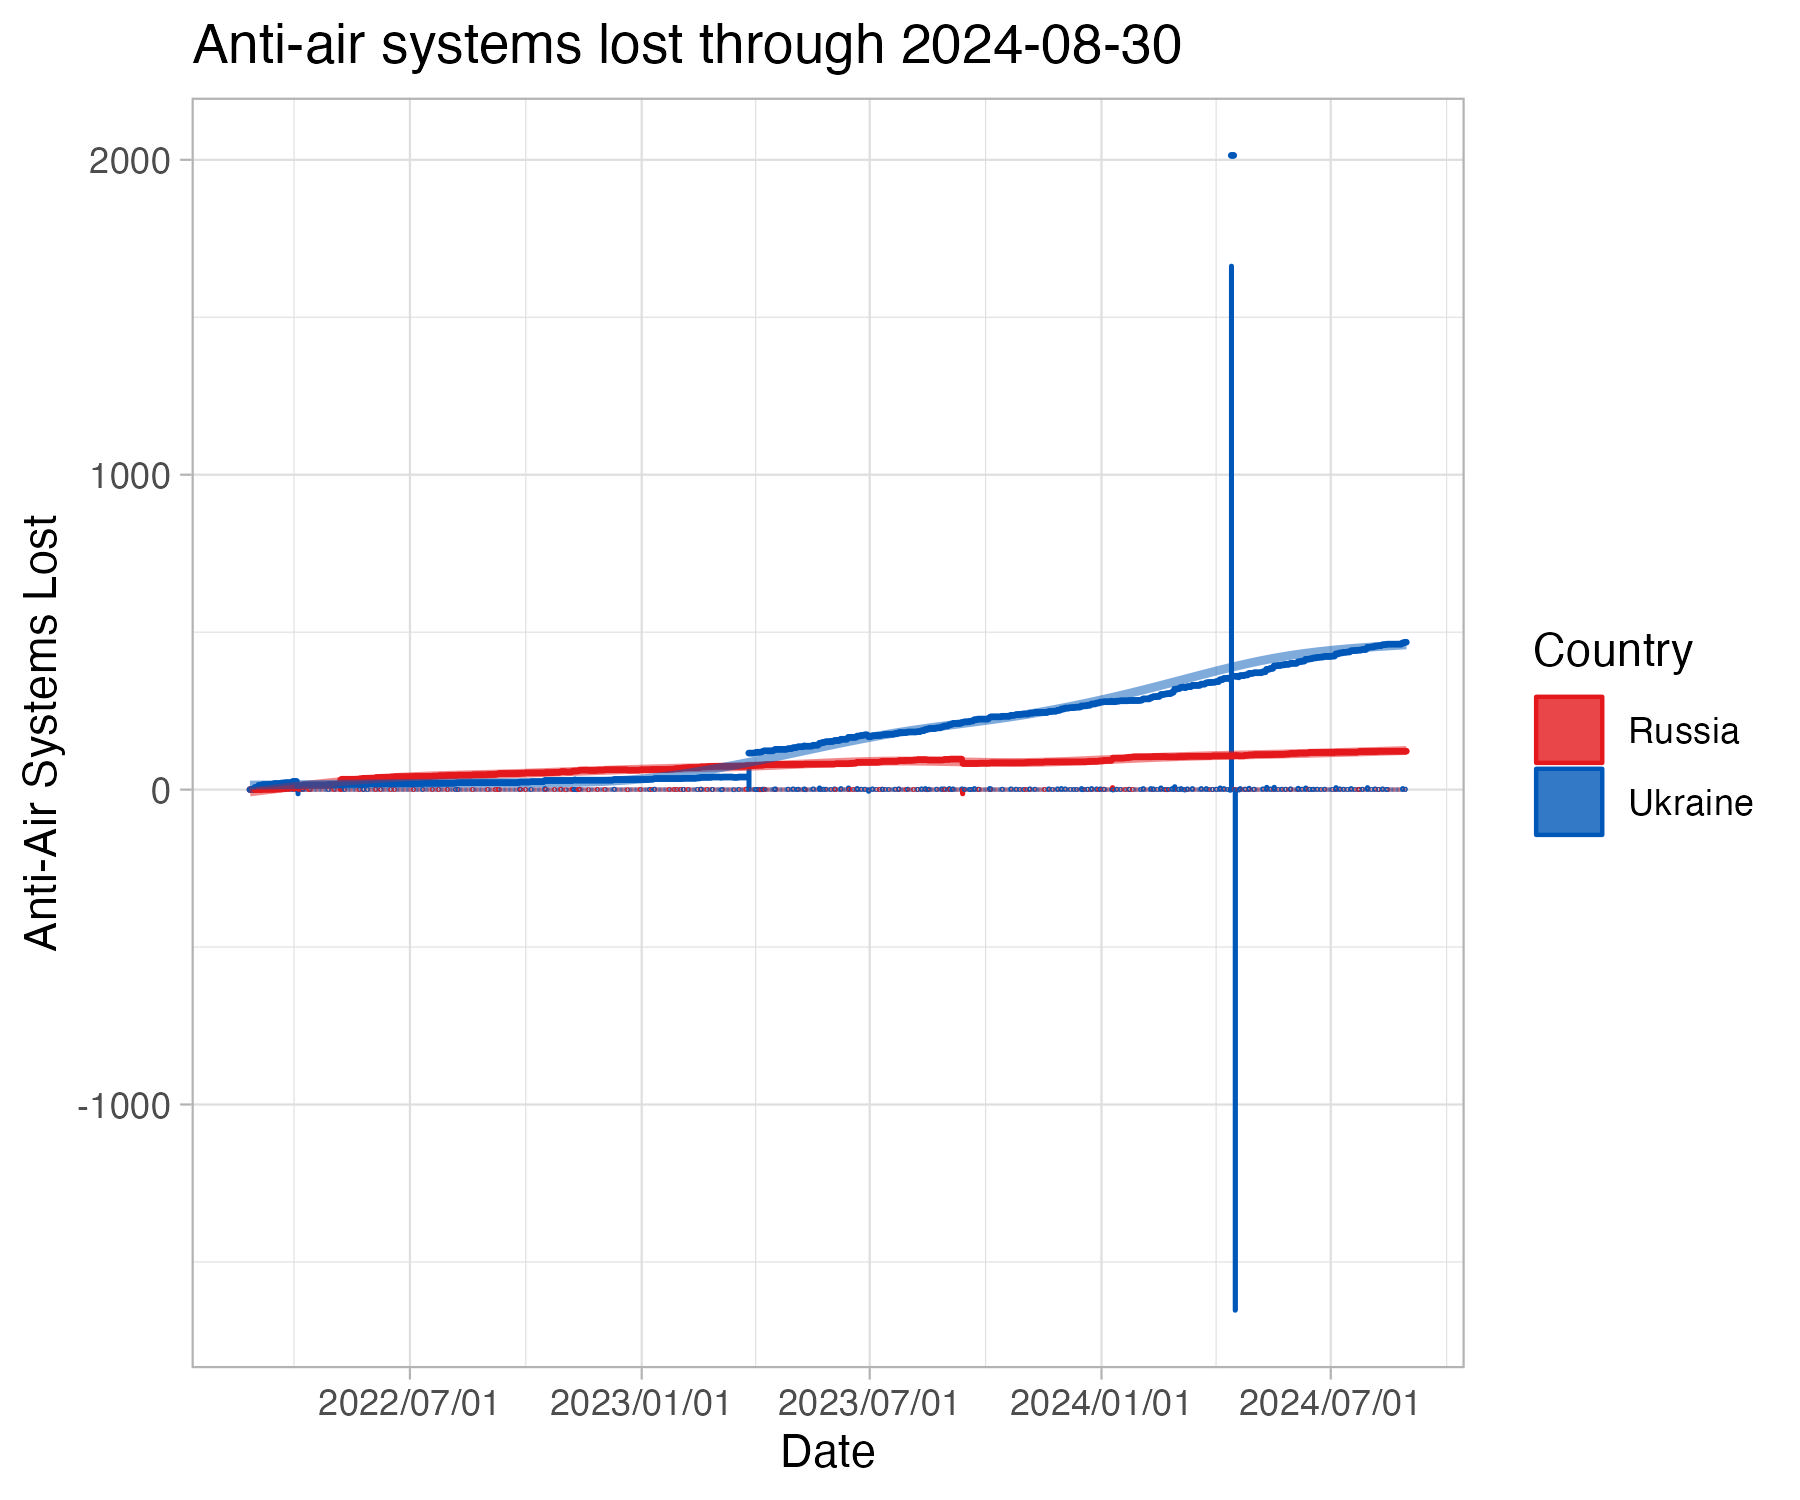 Anti-air systems lost through 2024-08-30
Anti-Air Systems Lost
2000
1000
0
-1000
2022/07/01
2023/01/01
2023/07/01
2024/01/01
2024/07/01
Date
Country
Russia
Ukraine